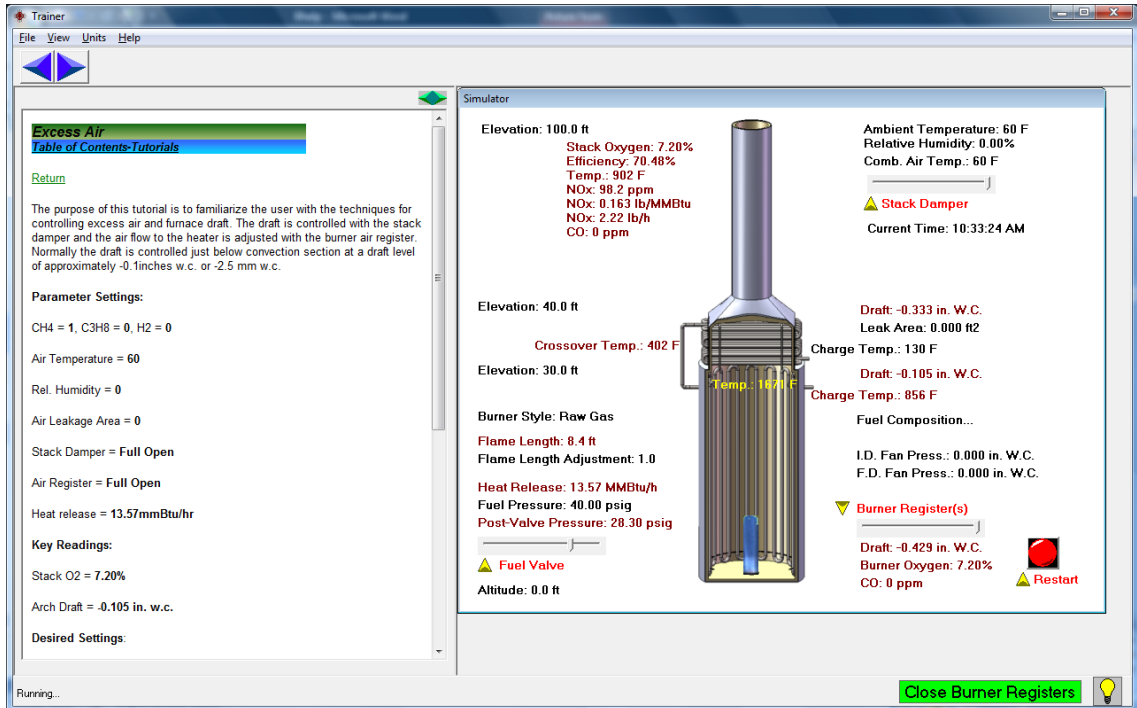 Trainer
File View Units Help
Excess Air
Table of Contents-Tutorials
Return
The purpose of this tutorial is to familiarize the user with the techniques for
controlling excess air and furnace draft. The draft is controlled with the stack
damper and the air flow to the heater is adjusted with the burner air register.
Normally the draft is controlled just below convection section at a draft level
of approximately -0.1inches w.c. or -2.5 mm w.c.
Parameter Settings:
CH4 = 1, C3H8 = 0, H2 = 0
Air Temperature = 60
Rel. Humidity = 0
Air Leakage Area = 0
Stack Damper = Full Open
Air Register = Full Open
Heat release = 13.57mmBtu/hr
Key Readings:
Stack O2 = 7.20%
Arch Draft = -0.105 in. w.c.
Desired Settings:
Simulator
Elevation: 100.0 ft
Stack Oxygen: 7.20%
Efficiency: 70.48%
Temp.: 902 F
NOx: 98.2 ppm
NOx: 0.163 lb/MMBtu
NOx: 2.22 lb/h
CO: 0 ppm
Ambient Temperature: 60 F
Relative Humidity: 0.00%
Comb. Air Temp.: 60 F
Stack Damper
Current Time: 10:33:24 AM
Elevation: 40.0 ft
Draft: -0.333 in. W.C.
Leak Area: 0.000 ft2
Crossover Temp.: 402 F
Charge Temp.: 130 F
Elevation: 30.0 ft
Draft: -0.105 in. W.C.
Temp.: 1671 F
Charge Temp.: 856 F
Burner Style: Raw Gas
Fuel Composition...
Flame Length: 8.4 ft
Flame Length Adjustment: 1.0
I.D. Fan Press.: 0.000 in. W.C.
F.D. Fan Press.: 0.000 in. W.C.
Heat Release: 13.57 MMBtu/h
Fuel Pressure: 40.00 psig
Post-Valve Pressure: 28.30 psig
Burner Register(s)
Fuel Valve
Draft: -0.429 in. W.C.
Burner Oxygen: 7.20%
CO: 0 ppm
Restart
Altitude: 0.0 ft
Running...
Close Burner Registers